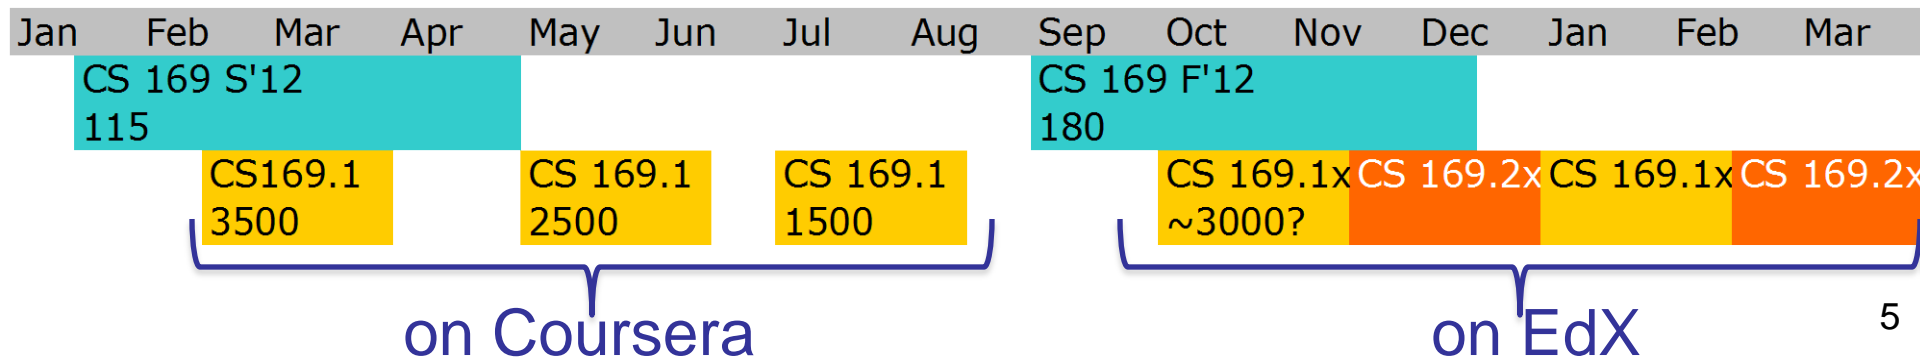 Jan Feb Mar Apr May Jun Jul Aug Sep Oct Nov Dec Jan Feb Mar
CS 169 S'12
115
CS 169 F'12
180
CS169.1
3500
CS 169.1
2500
CS 169.1
1500
CS 169.1x
~3000?
CS 169.2x
CS 169.1x
CS 169.2x
on Coursera
on EdX
5